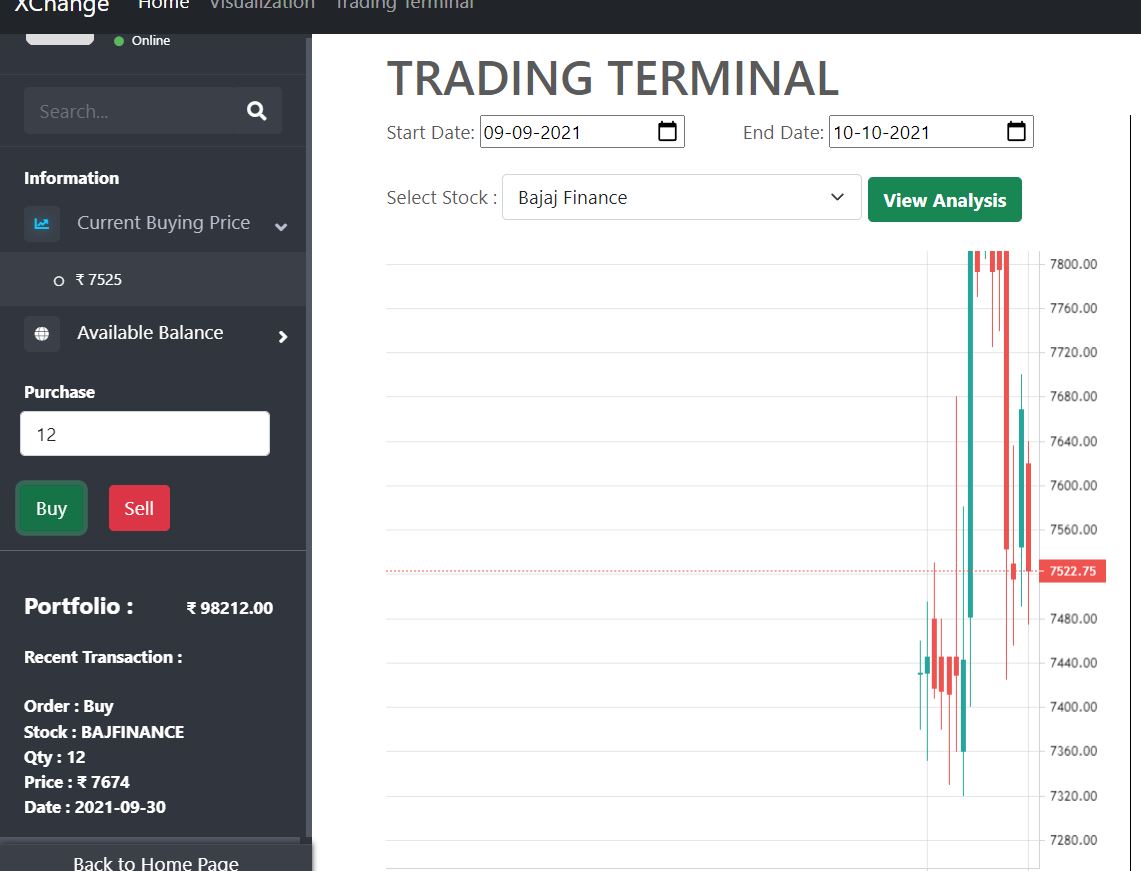 XChange Home Visualization Trading Terminal
Online
Search...
Information
Current Buying Price
₹ 7525
Available Balance
Purchase
12
Buy Sell
Portfolio : ₹ 98212.00
Recent Transaction :
Order : Buy
Stock : BAJFINANCE
Qty : 12
Price : ₹ 7674
Date : 2021-09-30
Back to Home Page
TRADING TERMINAL
Start Date: 09-09-2021 End Date: 10-10-2021
Select Stock : Bajaj Finance View Analysis
7800.00
7760.00
7720.00
7680.00
7640.00
7600.00
7560.00
7522.75
7480.00
7440.00
7400.00
7360.00
7320.00
7280.00